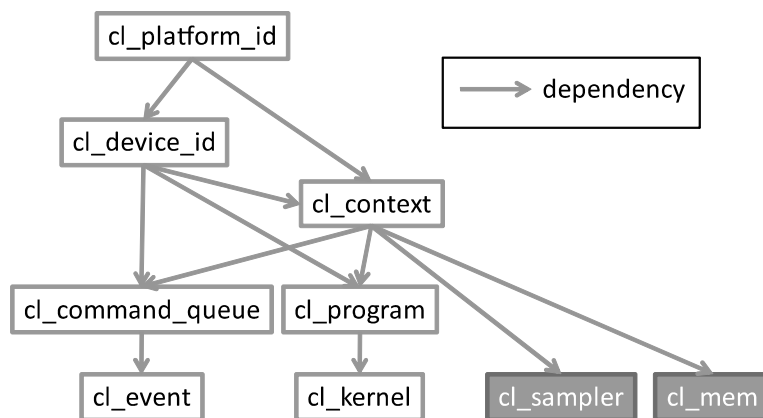 cl_platform_id
dependency
cl_device_id
cl_context
cl_command_queue
cl_program
cl_event
cl_kernel
cl_sampler
cl_mem